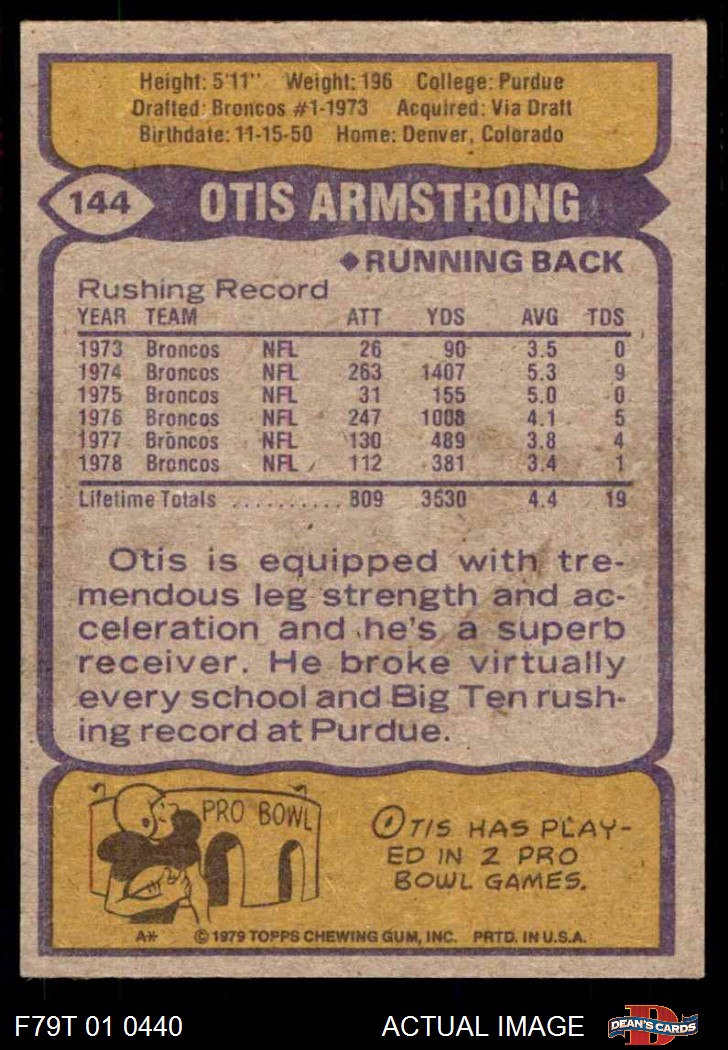 Height: 5'11" Weight: 196 College: Purdue
Drafted: Broncos #1-1973 Acquired: Via Draft
Birthdate: 11-15-50 Home: Denver, Colorado
144 OTIS ARMSTRONG
◆RUNNING BACK
Rushing Record
YEAR TEAM ATT YDS AVG TDS
1973 Broncos NFL 26 90 3.5 0
1974 Broncos NFL 263 1407 5.3 9
1975 Broncos NFL 31 155 5.0 0
1976 Broncos NFL 247 1008 4.1 5
1977 Broncos NFL 130 489 3.8 4
1978 Broncos NFL 112 381 3.4 1
Lifetime Totals .......... 809 3530 4.4 19
Otis is equipped with tre-
mendous leg strength and ac-
celeration and he's a superb
receiver. He broke virtually
every school and Big Ten rush-
ing record at Purdue.
PRO BOWL
OTIS HAS PLAY-
ED IN 2 PRO
BOWL GAMES.
A* © 1979 TOPPS CHEWING GUM, INC. PRTD. IN U.S.A.
F79T 01 0440 ACTUAL IMAGE D DEAN'S CARDS